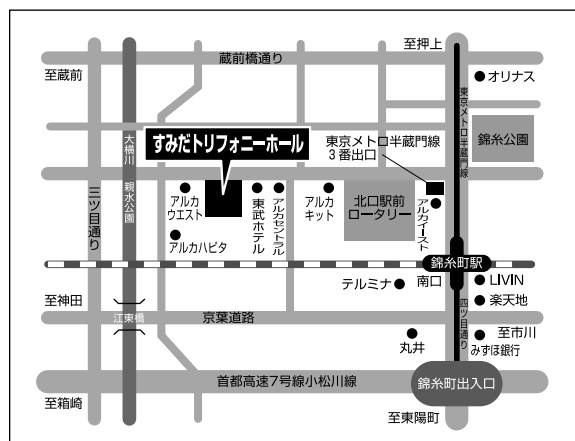 至押上
蔵前橋通り
至蔵前
オリナス
東京メトロ半蔵門線
錦糸公園
大横川 親水公園
すみだトリフォニーホール
東京メトロ半蔵門線
3番出口
三ツ目通り
アルカ
ウエスト
東武ホテル
アルカセントラル
アルカ
キット
北口駅前
ロータリー
アルカイースト
アルカハビタ
錦糸町駅
テルミナ
南口
LIVIN
楽天地
至神田
江東橋
京葉道路
四ツ目通り
至市川
丸井
みずほ銀行
首都高速7号線小松川線
錦糸町出入口
至箱崎
至東陽町